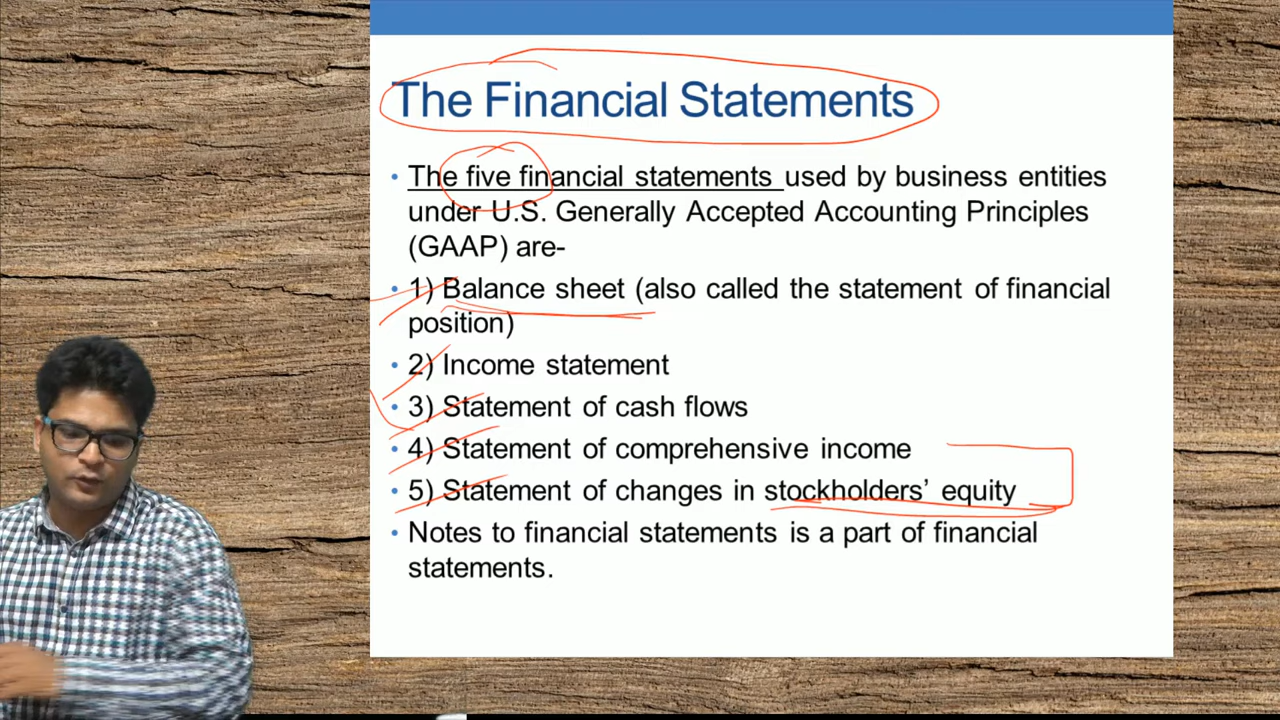 The Financial Statements
• The five financial statements used by business entities
under U.S. Generally Accepted Accounting Principles
(GAAP) are-
• 1) Balance sheet (also called the statement of financial
position)
• 2) Income statement
• 3) Statement of cash flows
• 4) Statement of comprehensive income
• 5) Statement of changes in stockholders’ equity
• Notes to financial statements is a part of financial
statements.